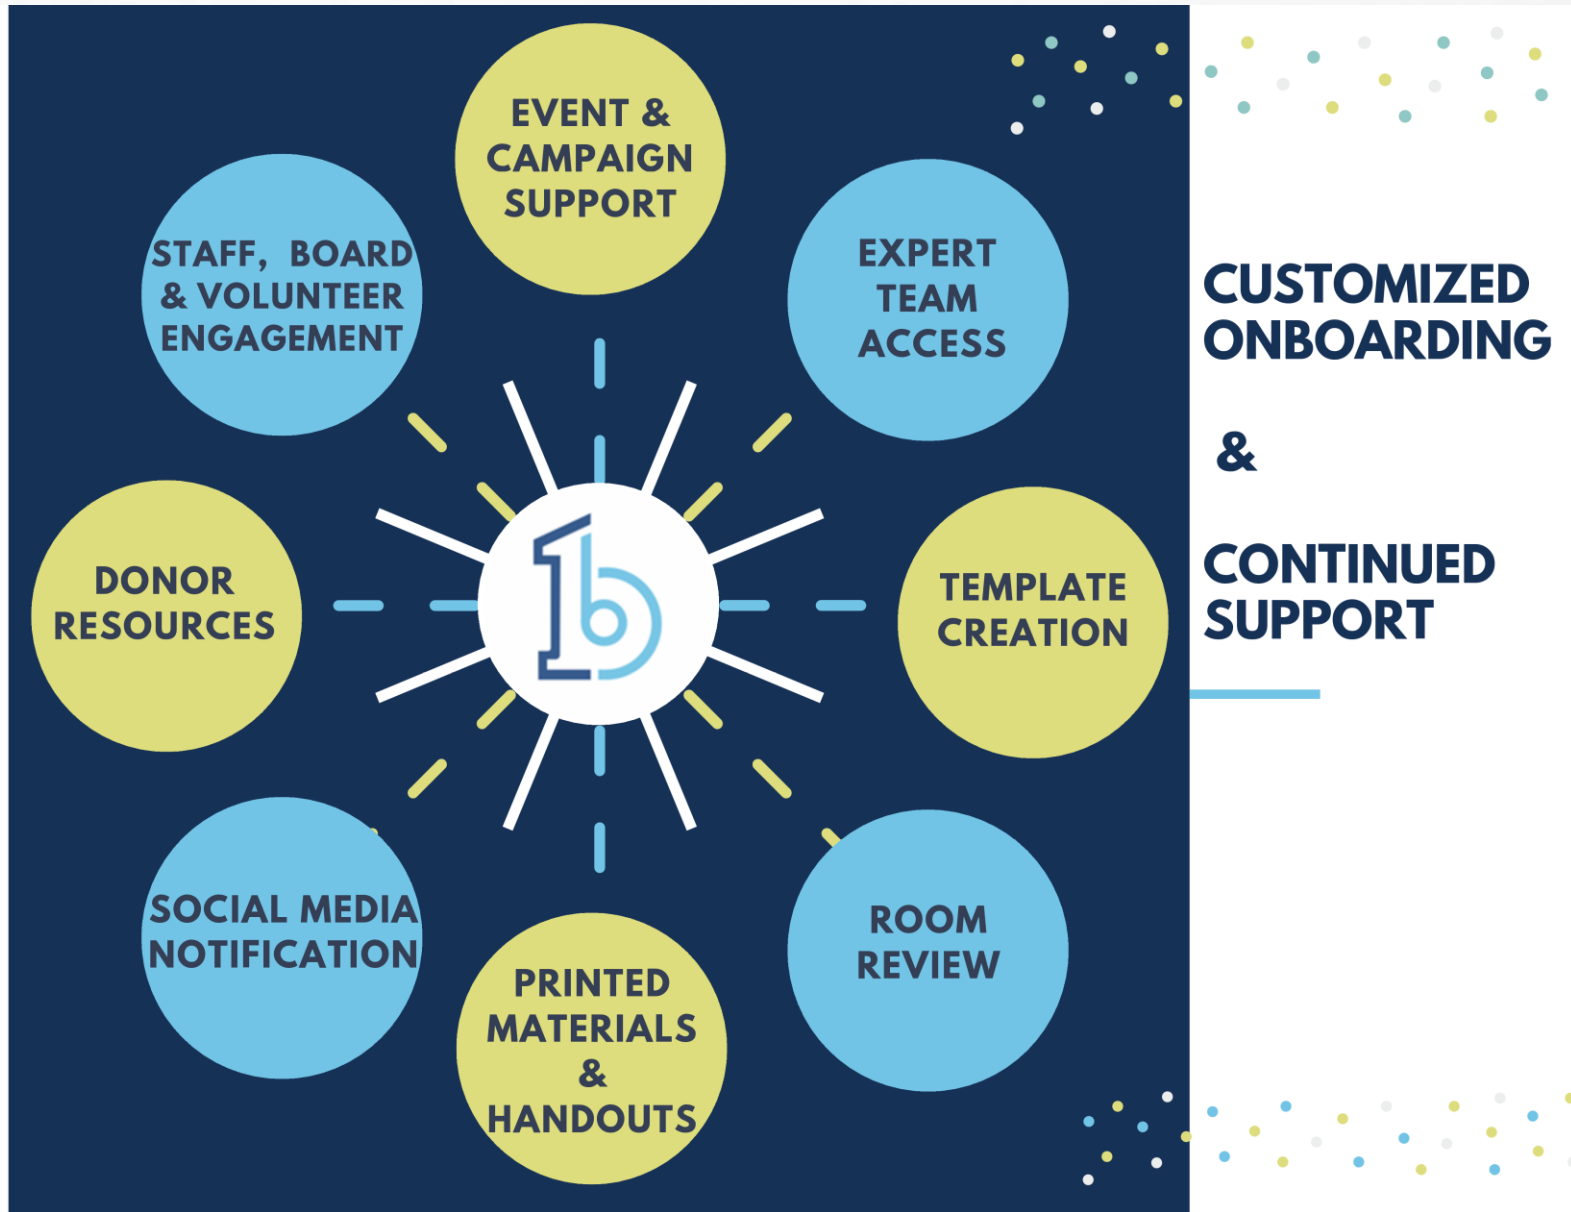 EVENT &
CAMPAIGN
SUPPORT
EXPERT
TEAM
ACCESS
TEMPLATE
CREATION
ROOM
REVIEW
PRINTED
MATERIALS
&
HANDOUTS
SOCIAL MEDIA
NOTIFICATION
DONOR
RESOURCES
STAFF, BOARD
& VOLUNTEER
ENGAGEMENT
1b
CUSTOMIZED
ONBOARDING
&
CONTINUED
SUPPORT